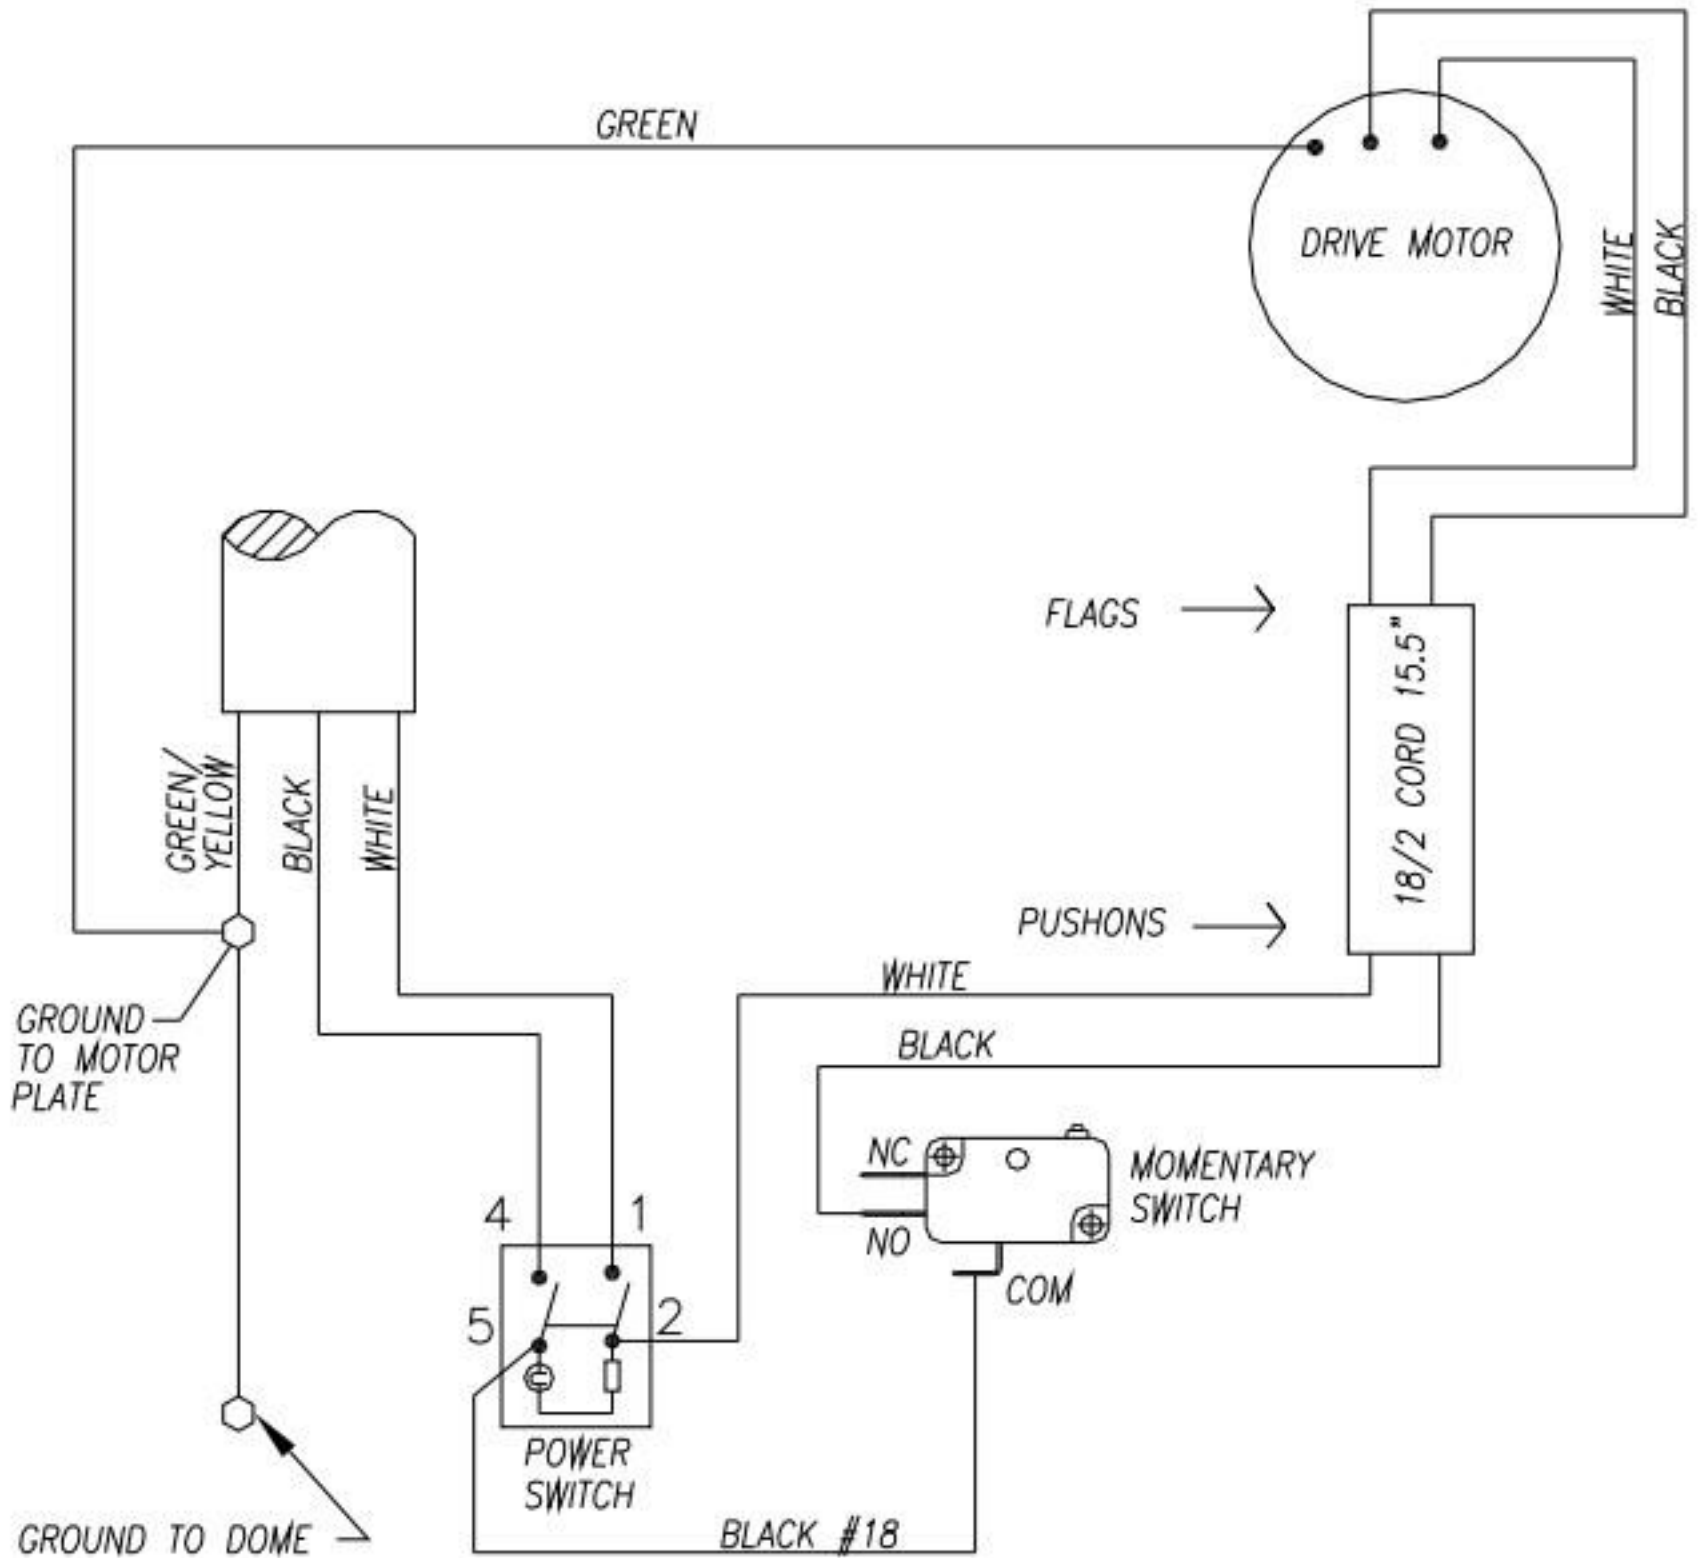 GREEN
DRIVE MOTOR
WHITE
BLACK
FLAGS
18/2 CORD 15.5"
GREEN/
YELLOW
BLACK
WHITE
PUSHONS
WHITE
GROUND
TO MOTOR
PLATE
BLACK
NC
MOMENTARY
SWITCH
NO
COM
4
1
5
2
POWER
SWITCH
GROUND TO DOME
BLACK #18